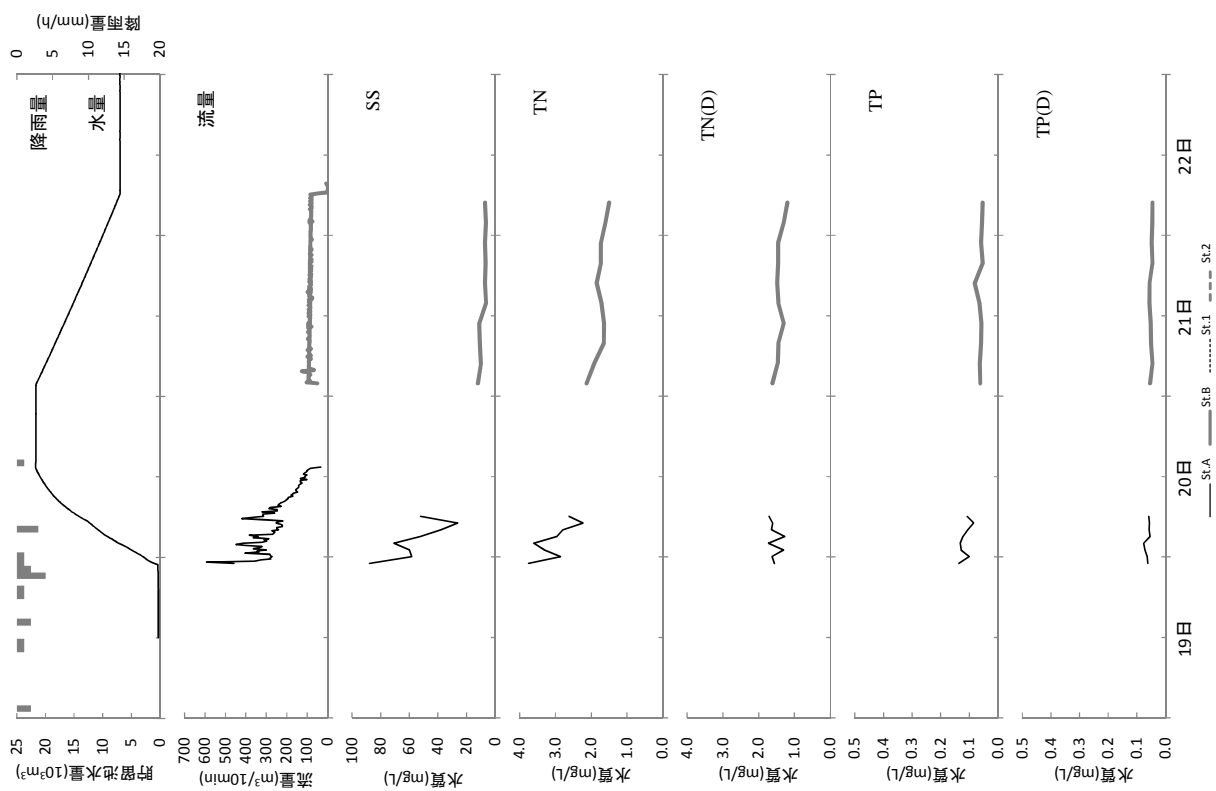 降雨量(mm/h)
0 5 10 15 20
降雨量
水量
25 20 15 10 5 0
貯留池水量(10³m³)
流量
700 600 500 400 300 200 100 0
流量(m³/10min)
SS
100 80 60 40 20 0
水質(mg/L)
TN
4.0 3.0 2.0 1.0 0.0
水質(mg/L)
TN(D)
4.0 3.0 2.0 1.0 0.0
水質(mg/L)
TP
0.5 0.4 0.3 0.2 0.1 0.0
水質(mg/L)
TP(D)
0.5 0.4 0.3 0.2 0.1 0.0
水質(mg/L)
19日 20日 21日 22日
St.A St.B St.1 St.2